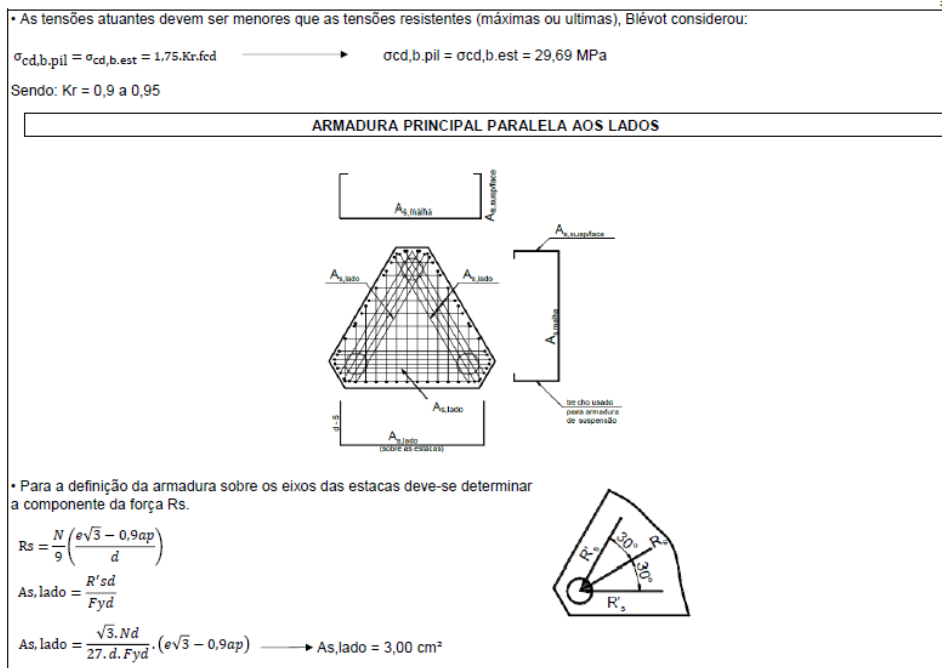 • As tensões atuantes devem ser menores que as tensões resistentes (máximas ou ultimas), Blévot considerou:
σcd,b.pil = σcd,b.est = 1,75.Kr.fcd ⟶ σcd,b.pil = σcd,b.est = 29,69 MPa
Sendo: Kr = 0,9 a 0,95
ARMADURA PRINCIPAL PARALELA AOS LADOS
As,malha
As,susp/face
As,susp/face
As,lado
As,lado
As,malha
As,lado
trecho usado
para armadura
de suspensão
d - 5
As,lado
(sobre as estacas)
• Para a definição da armadura sobre os eixos das estacas deve-se determinar
a componente da força Rs.
Rs = N/9 ((e√3 − 0,9ap)/d)
As, lado = R'sd/Fyd
As, lado = (√3. Nd)/(27. d. Fyd) . (e√3 − 0,9ap) ⟶ As,lado = 3,00 cm²
R's
30°
Rs
30°
R's